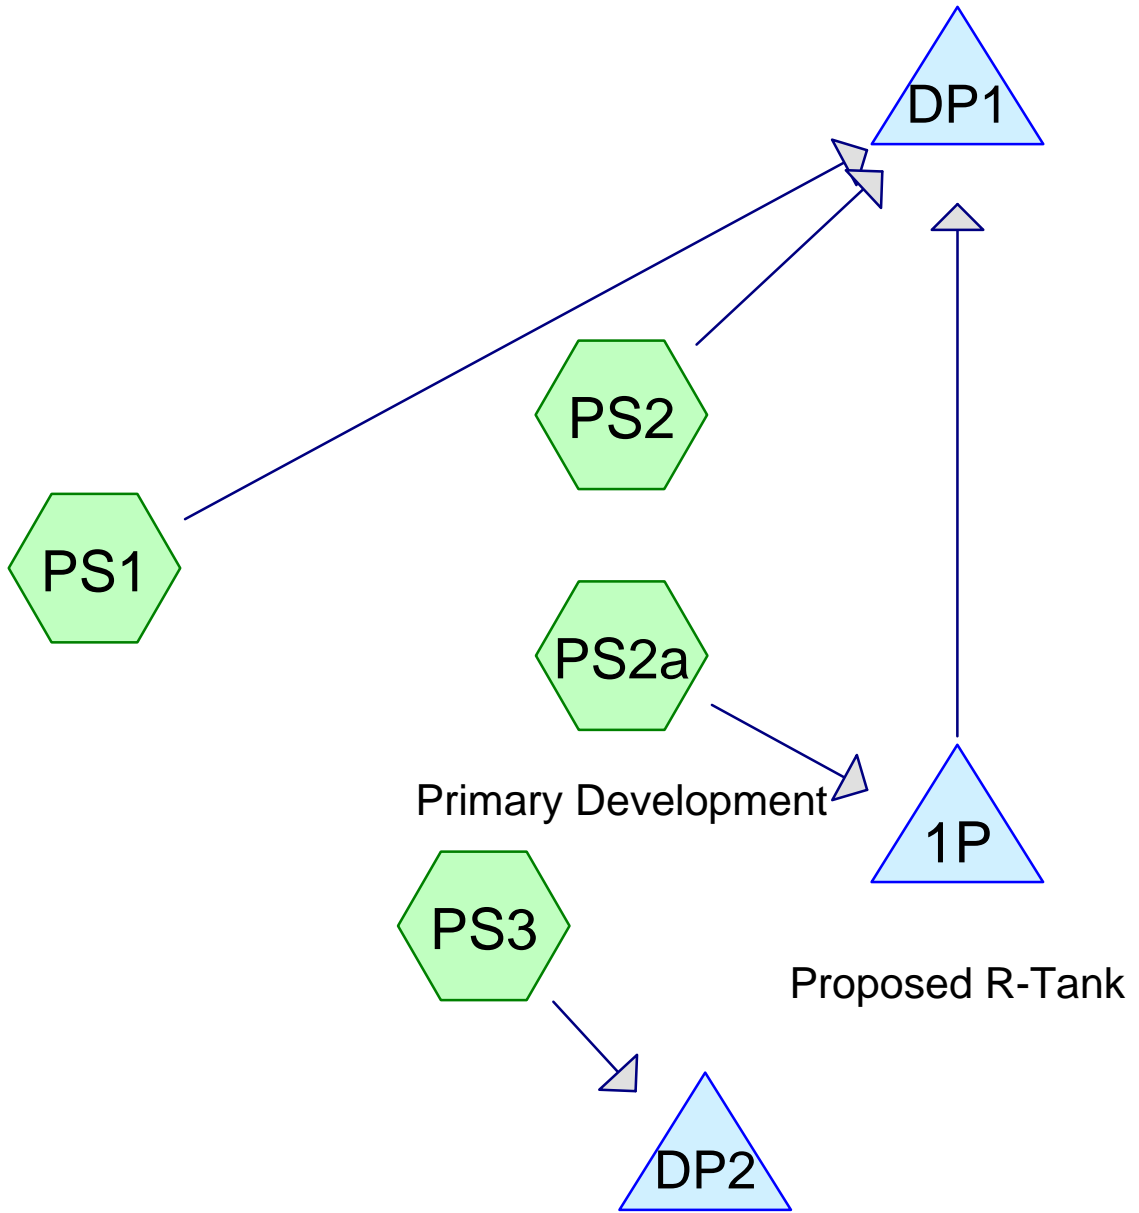 DP1
PS2
PS1
PS2a
Primary Development
1P
PS3
Proposed R-Tank
DP2